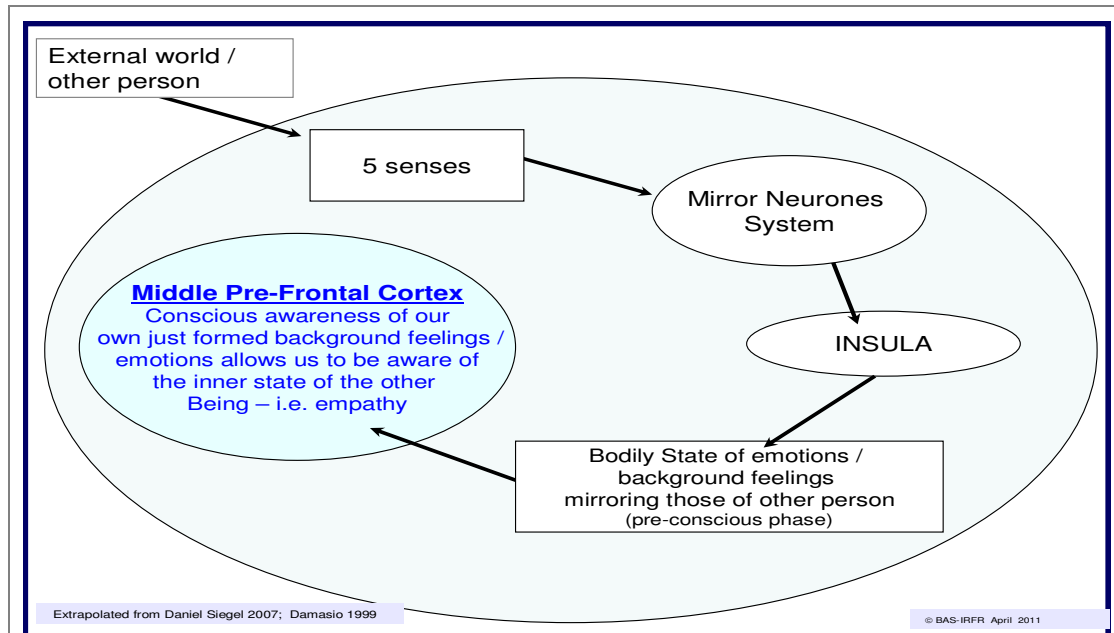 External world /
other person
5 senses
Mirror Neurones
System
INSULA
Bodily State of emotions /
background feelings
mirroring those of other person
(pre-conscious phase)
Middle Pre-Frontal Cortex
Conscious awareness of our
own just formed background feelings /
emotions allows us to be aware of
the inner state of the other
Being – i.e. empathy
Extrapolated from Daniel Siegel 2007; Damasio 1999
© BAS-IRFR April 2011